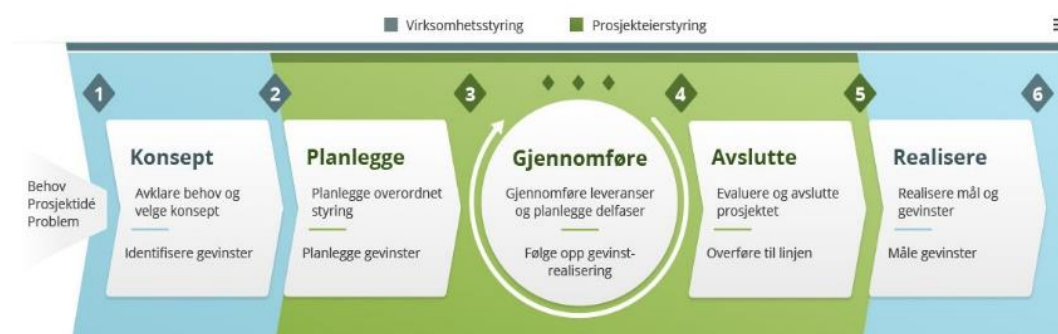 Virksomhetsstyring
Prosjekteierstyring
1
2
3
4
5
6
Behov
Prosjektidé
Problem
Konsept
Avklare behov og
velge konsept
Identifisere gevinster
Planlegge
Planlegge overordnet
styring
Planlegge gevinster
Gjennomføre
Gjennomføre leveranser
og planlegge delfaser
Følge opp gevinst-
realisering
Avslutte
Evaluere og avslutte
prosjektet
Overføre til linjen
Realisere
Realisere mål og
gevinster
Måle gevinster